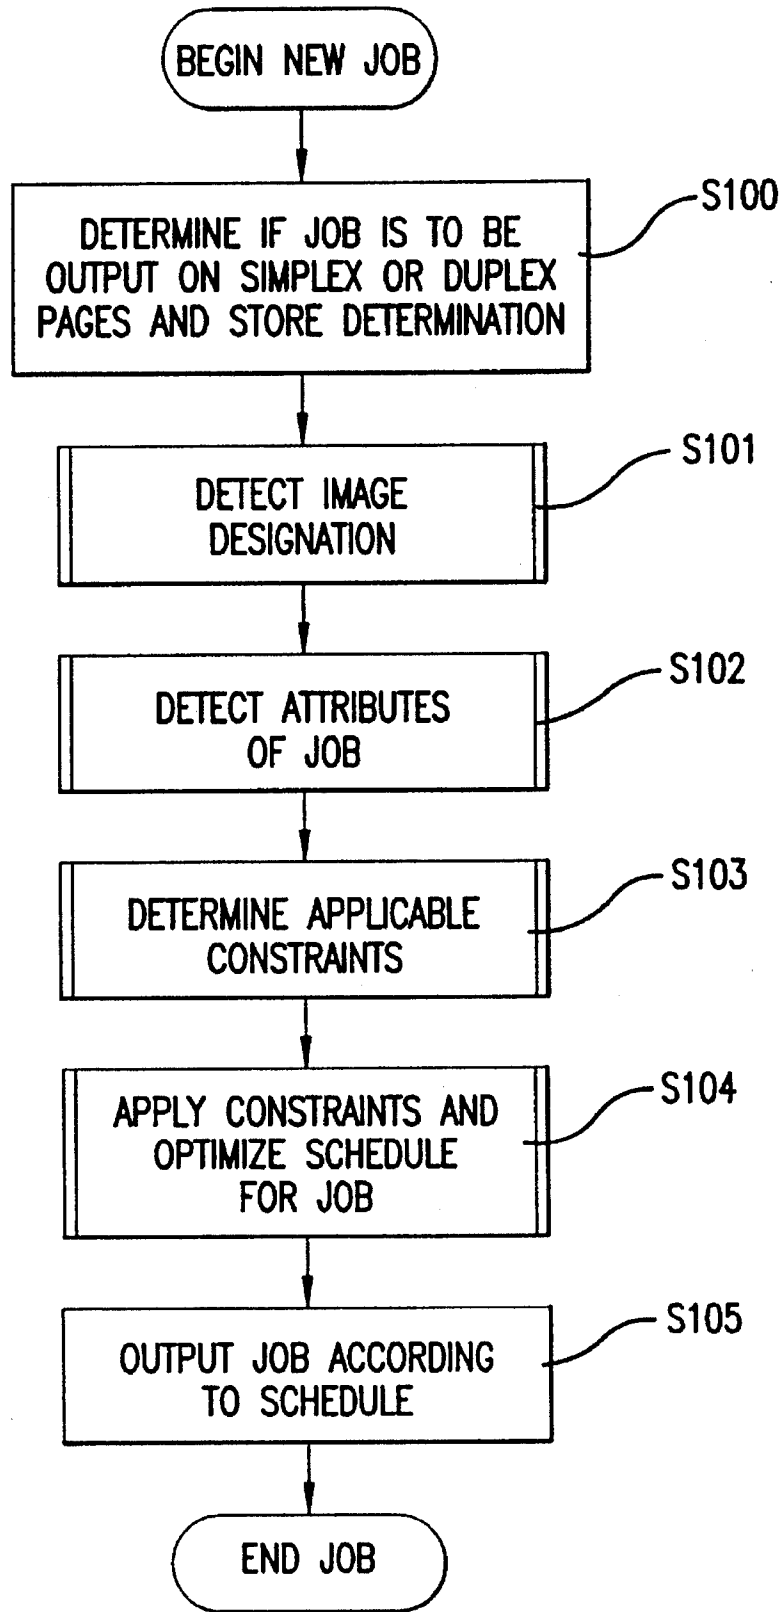 BEGIN NEW JOB
S100
DETERMINE IF JOB IS TO BE
OUTPUT ON SIMPLEX OR DUPLEX
PAGES AND STORE DETERMINATION
S101
DETECT IMAGE
DESIGNATION
S102
DETECT ATTRIBUTES
OF JOB
S103
DETERMINE APPLICABLE
CONSTRAINTS
S104
APPLY CONSTRAINTS AND
OPTIMIZE SCHEDULE
FOR JOB
S105
OUTPUT JOB ACCORDING
TO SCHEDULE
END JOB